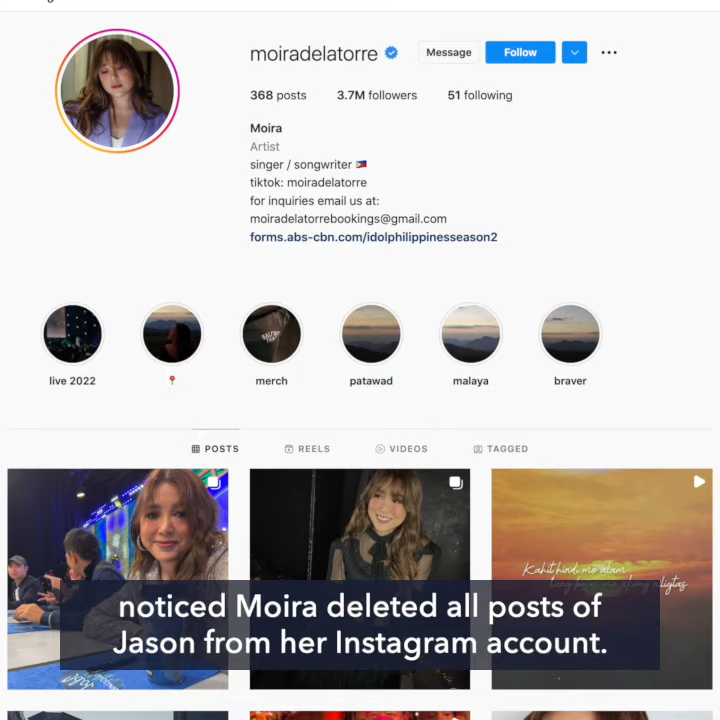 moiradelatorre
Message
Follow
368 posts
3.7M followers
51 following
Moira
Artist
singer / songwriter 🇵🇭
tiktok: moiradelatorre
for inquiries email us at:
moiradelatorrebookings@gmail.com
forms.abs-cbn.com/idolphilippinesseason2
live 2022
📍
merch
patawad
malaya
braver
POSTS
REELS
VIDEOS
TAGGED
Kahit hindi mo alam
noticed Moira deleted all posts of
Jason from her Instagram account.